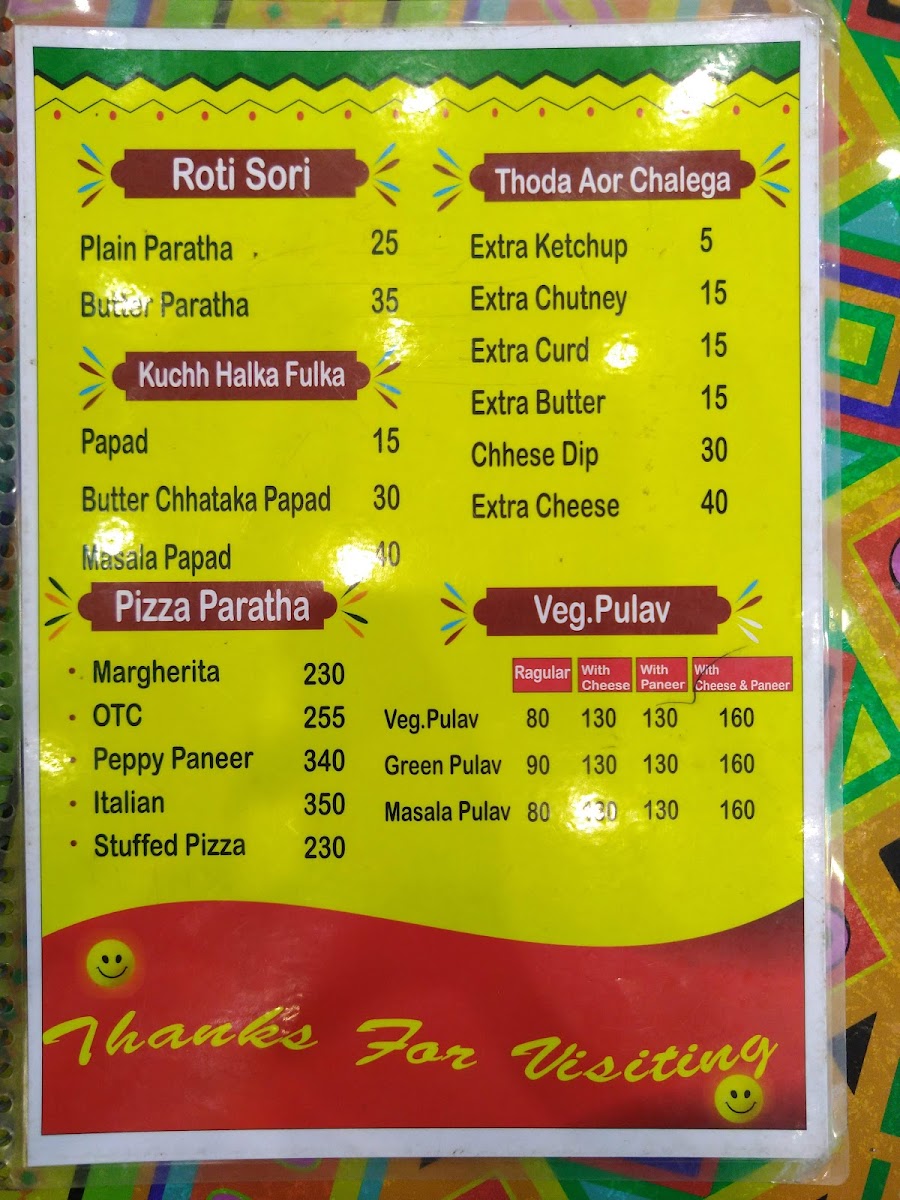 Roti Sori
Plain Paratha 25
Butter Paratha 35
Kuchh Halka Fulka
Papad 15
Butter Chhataka Papad 30
Masala Papad 40
Pizza Paratha
• Margherita 230
• OTC 255
• Peppy Paneer 340
• Italian 350
• Stuffed Pizza 230
Thoda Aor Chalega
Extra Ketchup 5
Extra Chutney 15
Extra Curd 15
Extra Butter 15
Chhese Dip 30
Extra Cheese 40
Veg.Pulav
Ragular With Cheese With Paneer With Cheese & Paneer
Veg.Pulav 80 130 130 160
Green Pulav 90 130 130 160
Masala Pulav 80 130 130 160
Thanks For Visiting